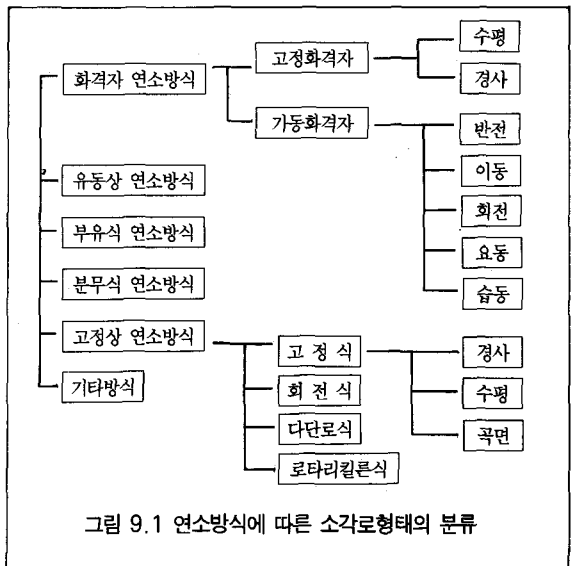 화격자 연소방식
고정화격자
수평
경사
가동화격자
반전
이동
회전
요동
습동
유동상 연소방식
부유식 연소방식
분무식 연소방식
고정상 연소방식
고 정 식
경사
수평
곡면
회 전 식
다단로식
로타리킬른식
기타방식
그림 9.1 연소방식에 따른 소각로형태의 분류